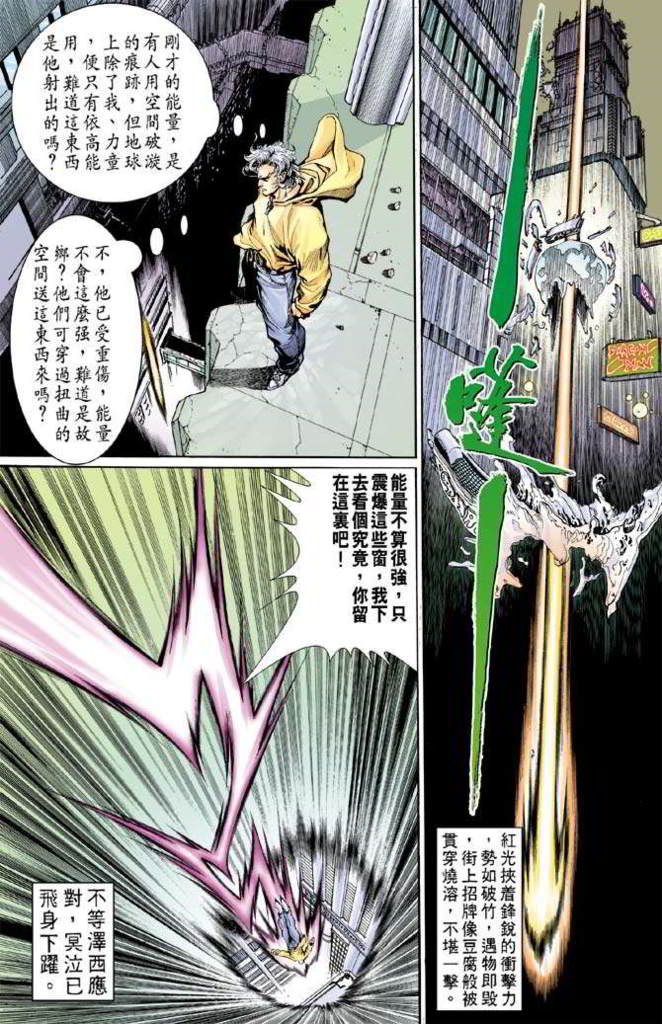 紅光挾着鋒銳的衝擊力
，勢如破竹，遇物即毀
，街上招牌像豆腐般被
貫穿燒溶，不堪一擊。
剛才的能量，是
有人用空間破漩
的痕跡，但地球
上除了我、力童
，便只有依高能
用，難道這東西
是他射出的嗎？
不，他已受重傷，能量
不會這麼强，難道是故
鄉？他們可穿過扭曲的
空間送這東西來嗎？
能量不算很強，只
震爆這些窗，我下
去看個究竟，你留
在這裏吧！
不等澤西應
對，冥泣已
飛身下躍。